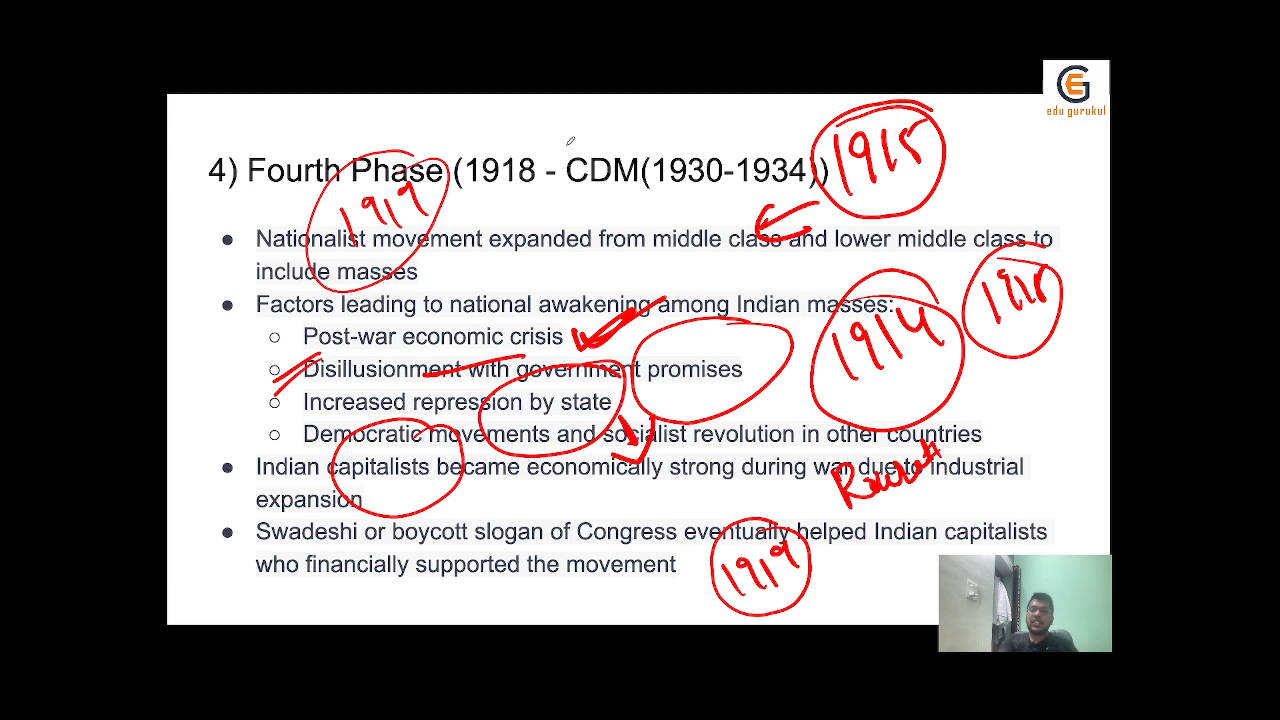 edu gurukul
1915
4) Fourth Phase (1918 - CDM(1930-1934))
1919
● Nationalist movement expanded from middle class and lower middle class to
include masses
● Factors leading to national awakening among Indian masses:
1918
○ Post-war economic crisis
1914
○ Disillusionment with government promises
○ Increased repression by state
○ Democratic movements and socialist revolution in other countries
● Indian capitalists became economically strong during war due to industrial
Rowlatt
expansion
● Swadeshi or boycott slogan of Congress eventually helped Indian capitalists
who financially supported the movement
1919